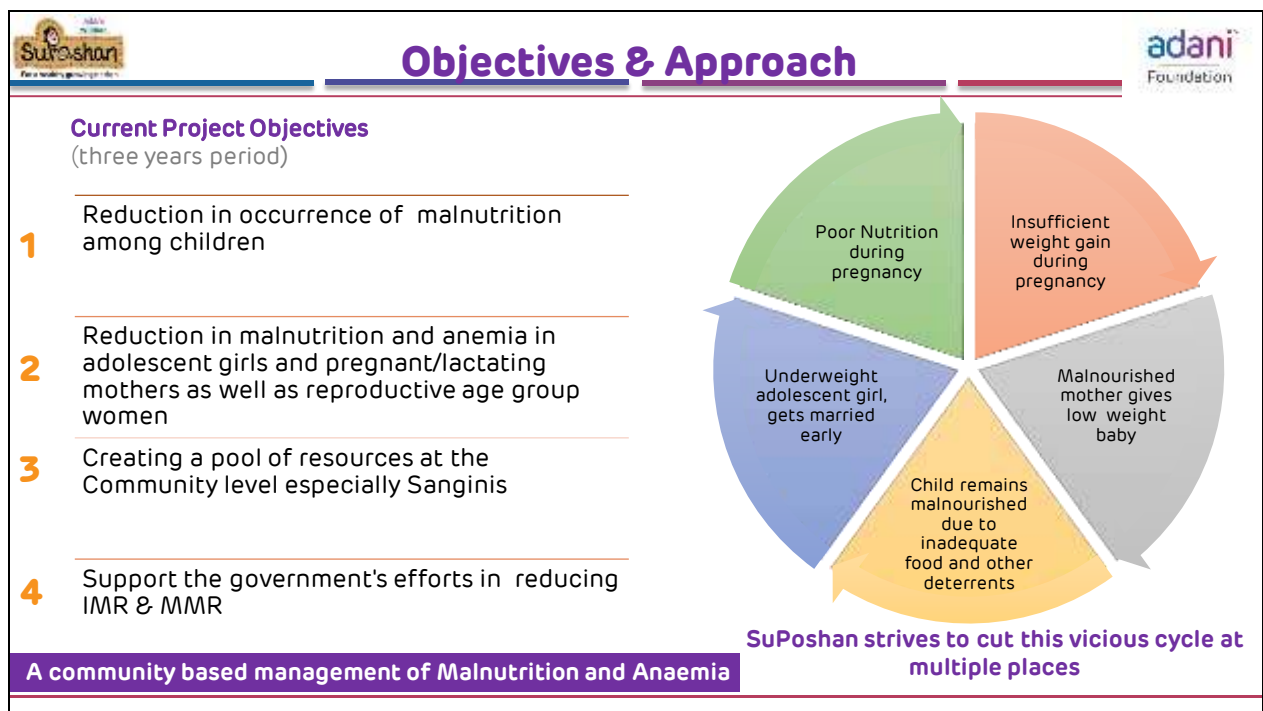 SuPoshan
Objectives & Approach
adani
Foundation
Current Project Objectives
(three years period)
1
Reduction in occurrence of malnutrition
among children
2
Reduction in malnutrition and anemia in
adolescent girls and pregnant/lactating
mothers as well as reproductive age group
women
3
Creating a pool of resources at the
Community level especially Sanginis
4
Support the government's efforts in reducing
IMR & MMR
A community based management of Malnutrition and Anaemia
Poor Nutrition
during
pregnancy
Insufficient
weight gain
during
pregnancy
Malnourished
mother gives
low weight
baby
Child remains
malnourished
due to
inadequate
food and other
deterrents
Underweight
adolescent girl,
gets married
early
SuPoshan strives to cut this vicious cycle at
multiple places